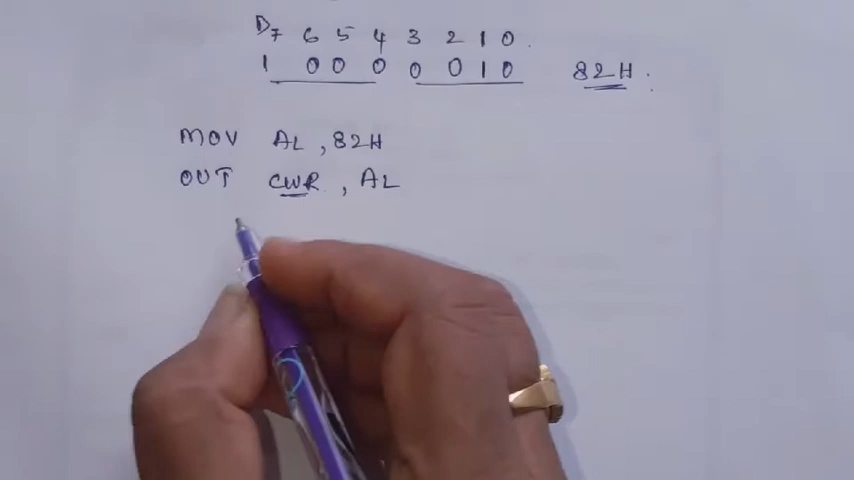 D7 6 5 4 3 2 1 0 .
1 0 0 0 0 0 1 0 82H .
MOV AL , 82H
OUT CWR , AL